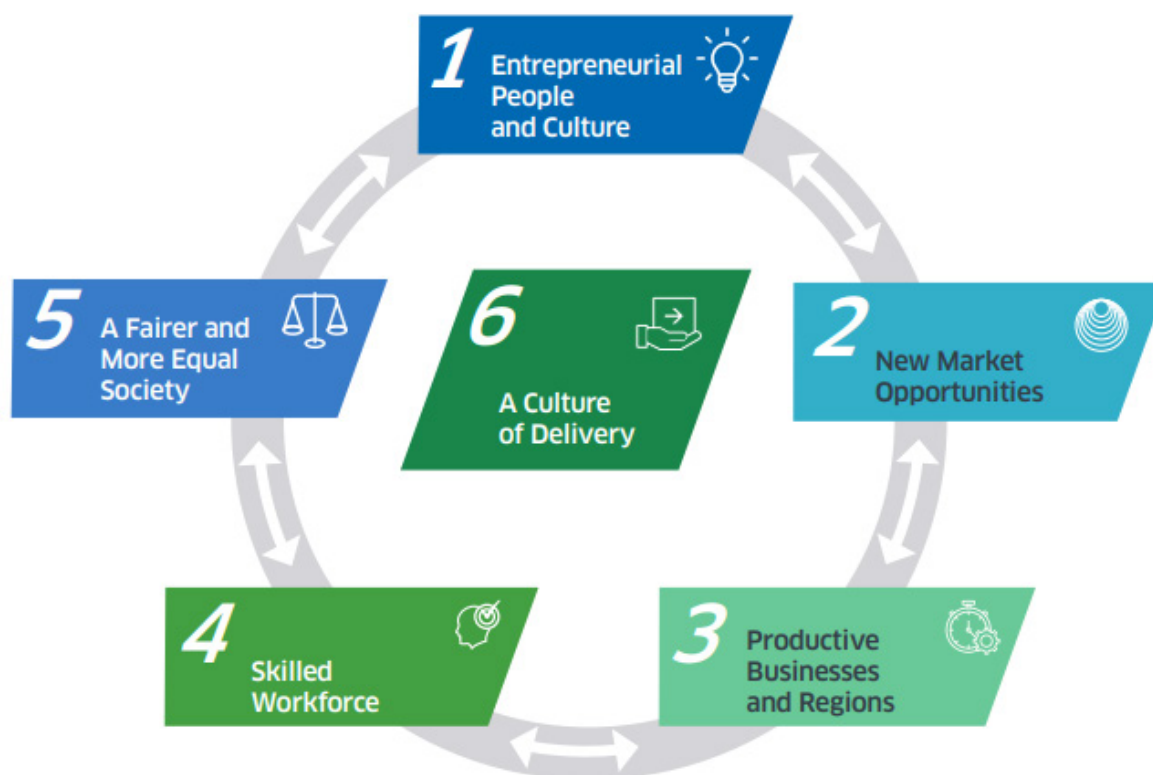 1
Entrepreneurial
People
and Culture
2
New Market
Opportunities
3
Productive
Businesses
and Regions
4
Skilled
Workforce
5
A Fairer and
More Equal
Society
6
A Culture
of Delivery